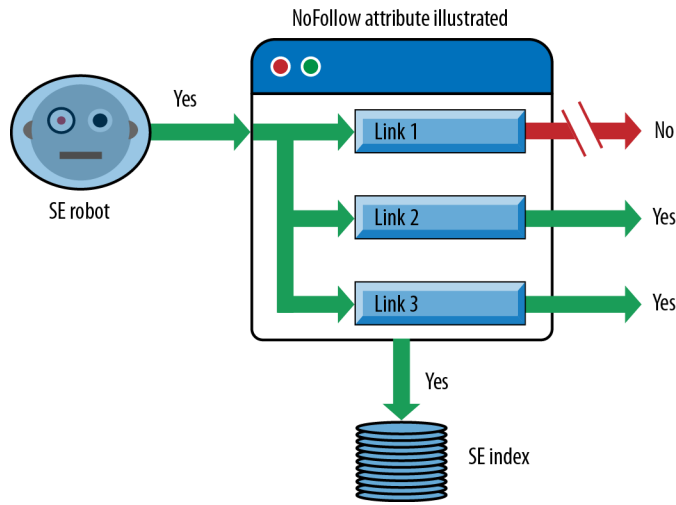 NoFollow attribute illustrated
Yes
Link 1
No
SE robot
Link 2
Yes
Link 3
Yes
Yes
SE index